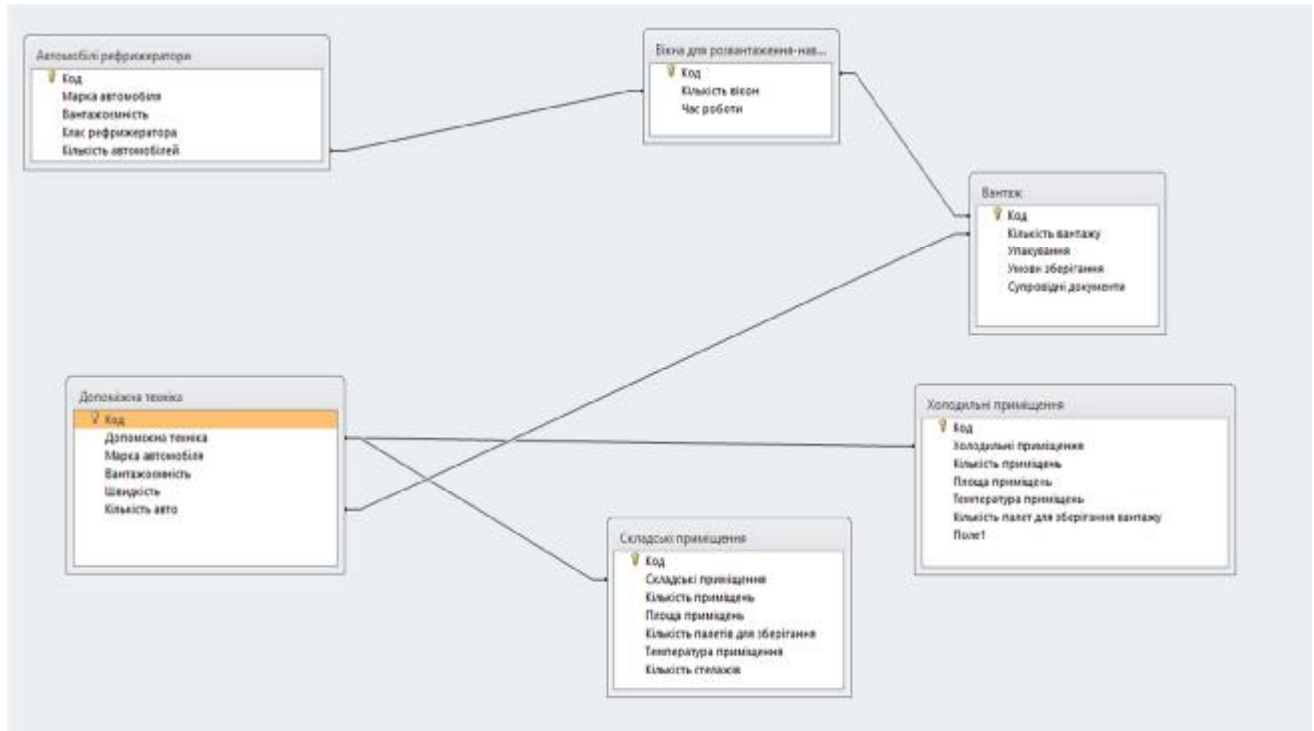 Автомобілі рефрижератори
Код
Марка автомобіля
Вантажоємність
Клас рефрижератора
Кількість автомобілей
Вікна для розвантаження-нав...
Код
Кількість вікон
Час роботи
Вантаж
Код
Кількість вантажу
Упакування
Умови зберігання
Супровідні документи
Допоміжна техніка
Код
Допоможна техніка
Марка автомобіля
Вантажоємність
Швидкість
Кількість авто
Холодильні приміщення
Код
Холодильні приміщення
Кількість приміщень
Площа приміщень
Температура приміщень
Кількість палет для зберігання вантажу
Поле1
Складські приміщення
Код
Складські приміщення
Кількість приміщень
Площа приміщень
Кількість палетів для зберігання
Температура приміщення
Кількість стелажів